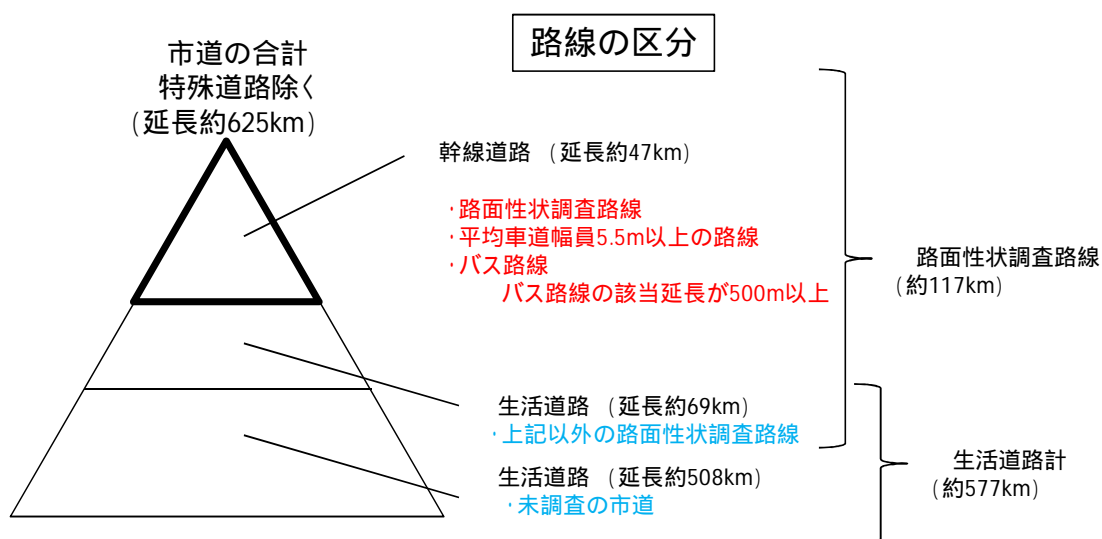 路線の区分
市道の合計
特殊道路除く
(延長約625km)
幹線道路 (延長約47km)
・路面性状調査路線
・平均車道幅員5.5m以上の路線
・バス路線
バス路線の該当延長が500m以上
路面性状調査路線
(約117km)
生活道路 (延長約69km)
・上記以外の路面性状調査路線
生活道路 (延長約508km)
・未調査の市道
生活道路計
(約577km)